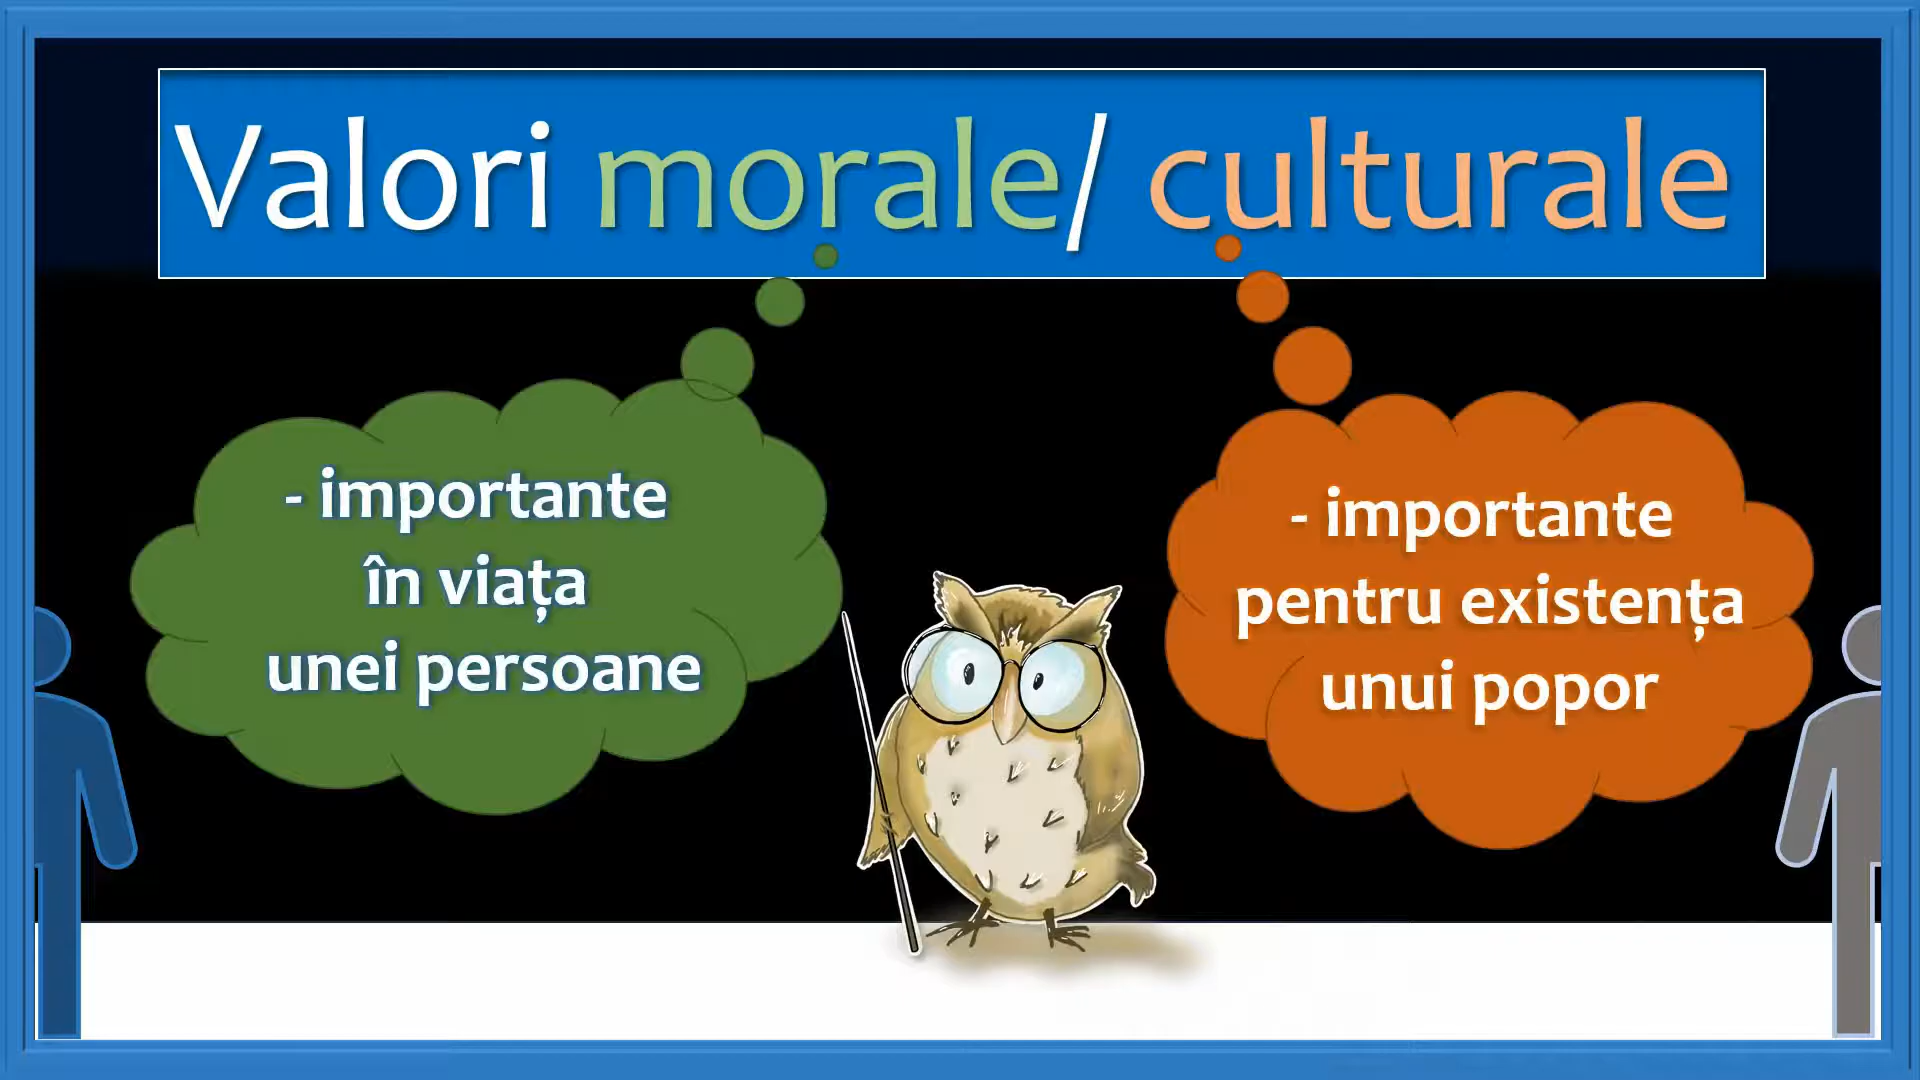 Valori morale/ culturale
- importante
în viața
unei persoane
- importante
pentru existența
unui popor